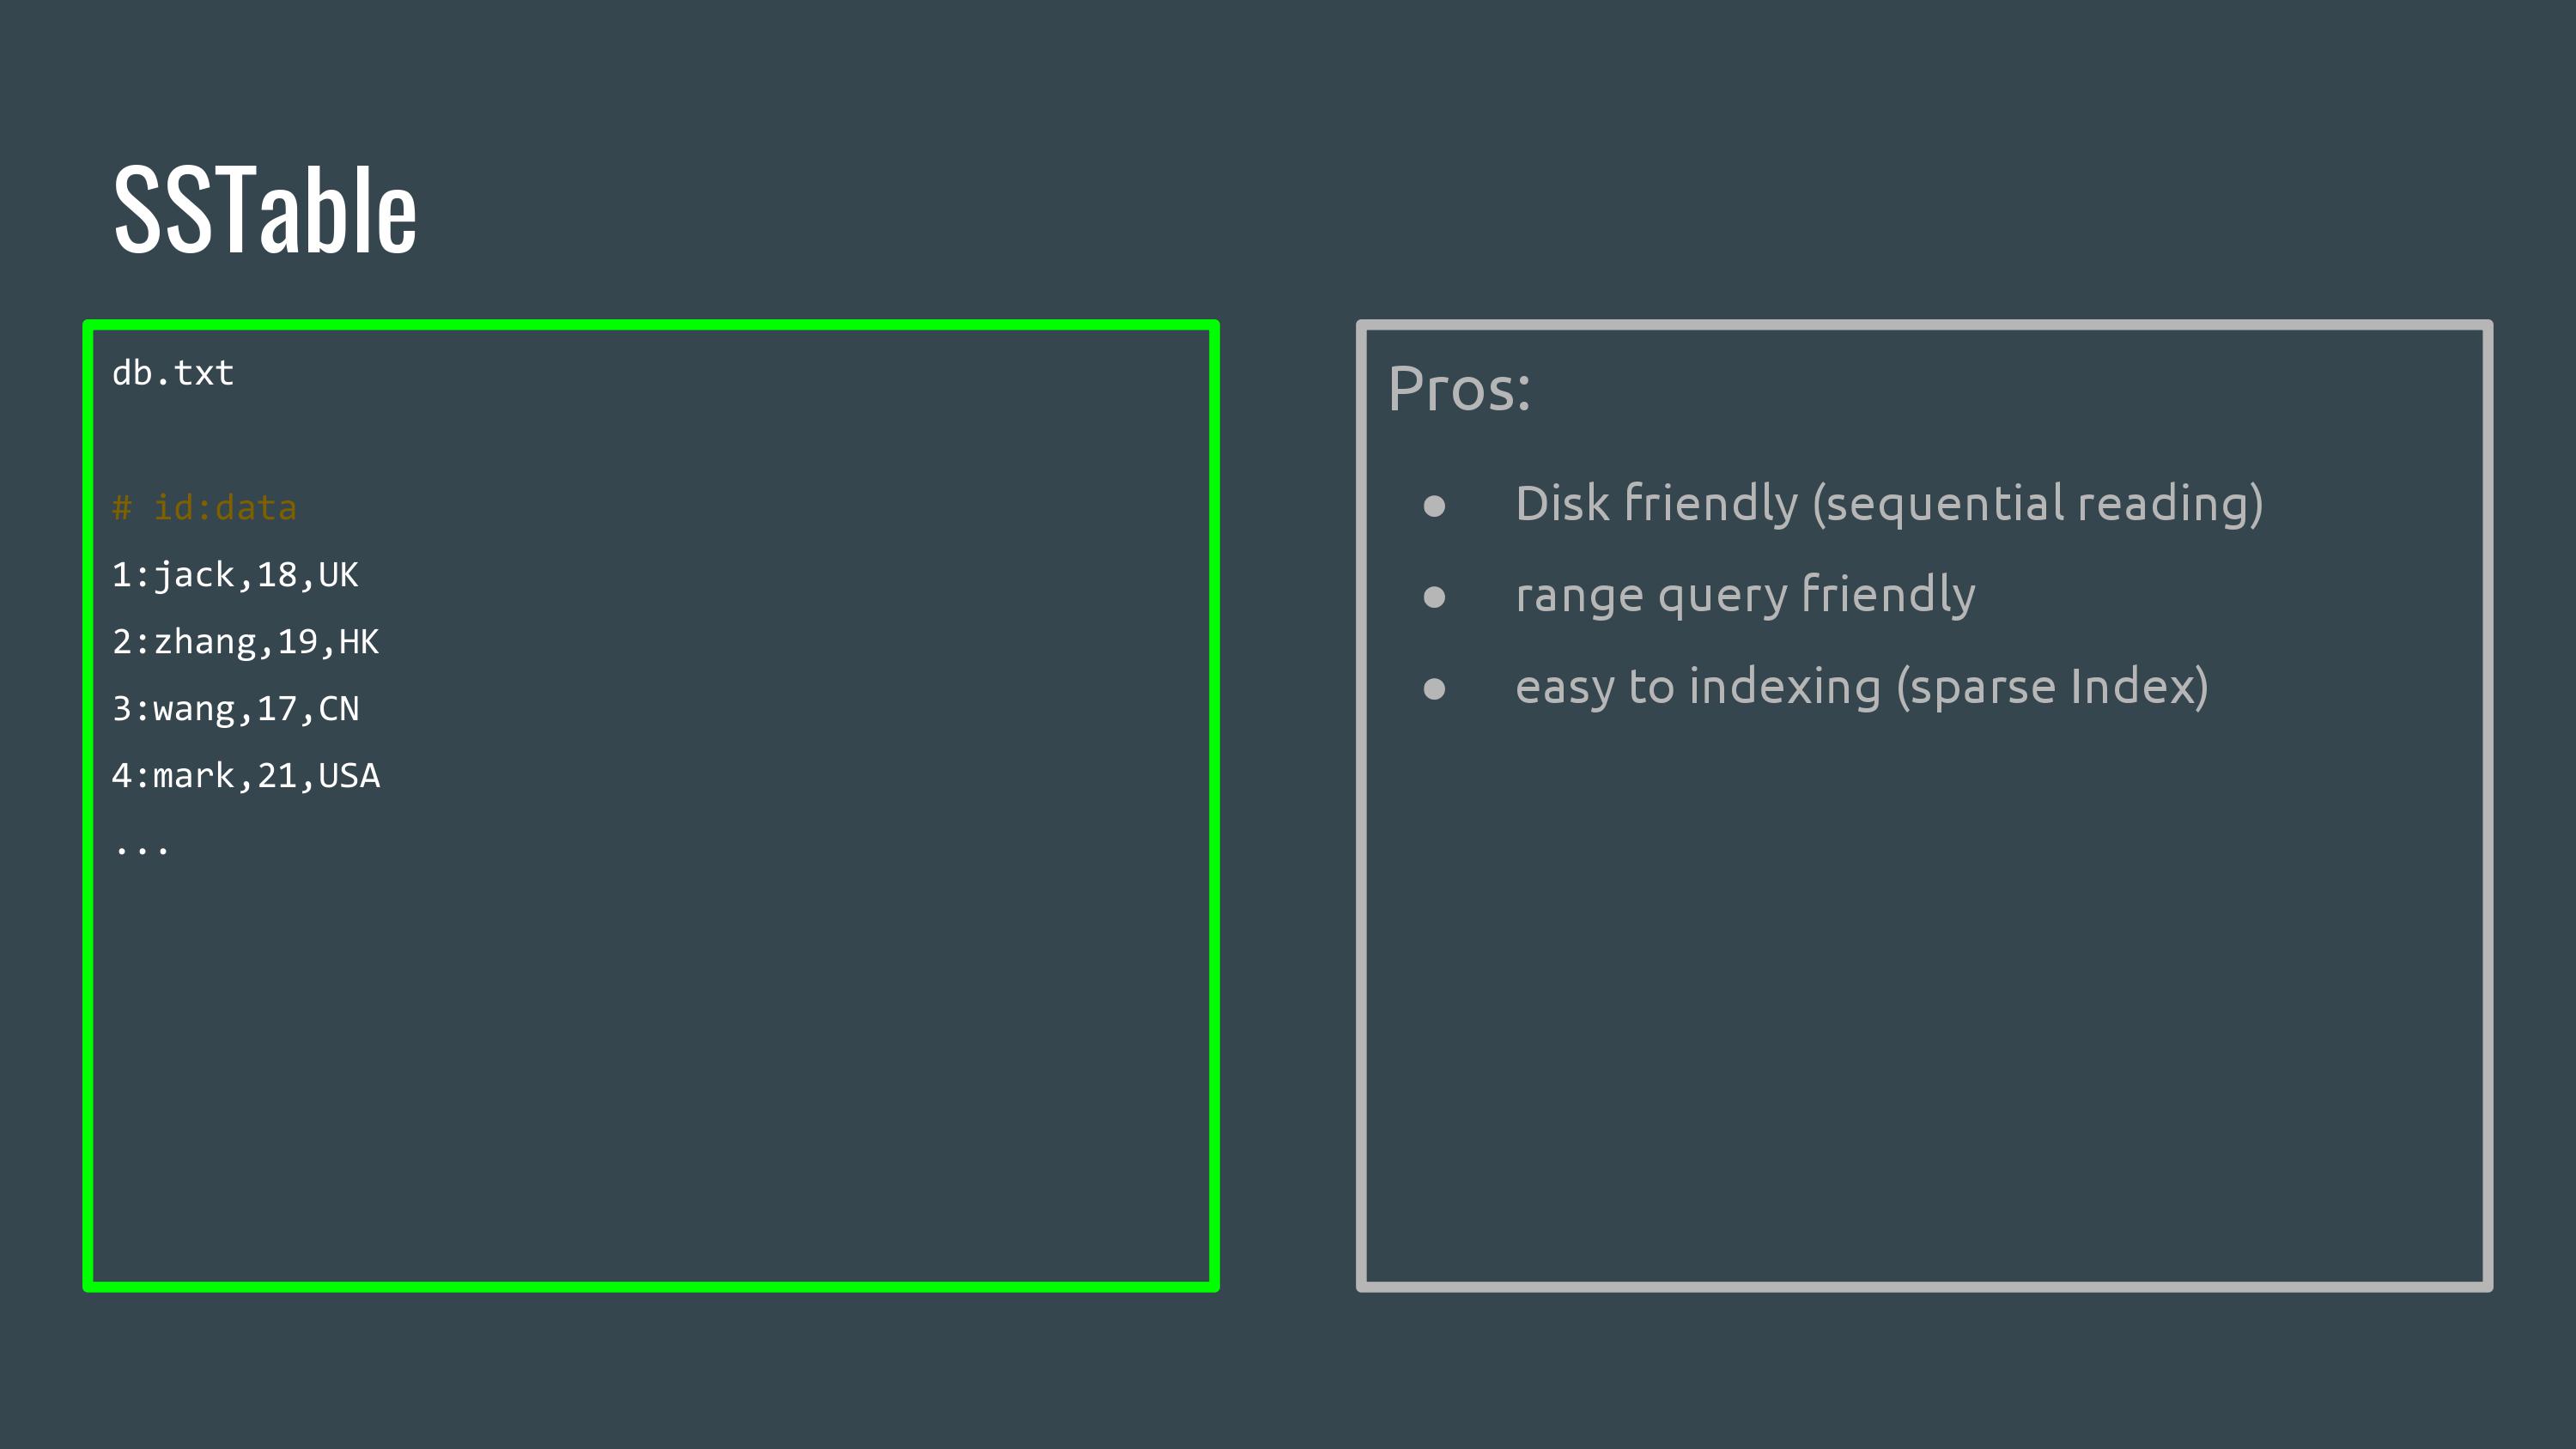 SSTable
db.txt
# id:data
1:jack,18,UK
2:zhang,19,HK
3:wang,17,CN
4:mark,21,USA
...
Pros:
● Disk friendly (sequential reading)
● range query friendly
● easy to indexing (sparse Index)